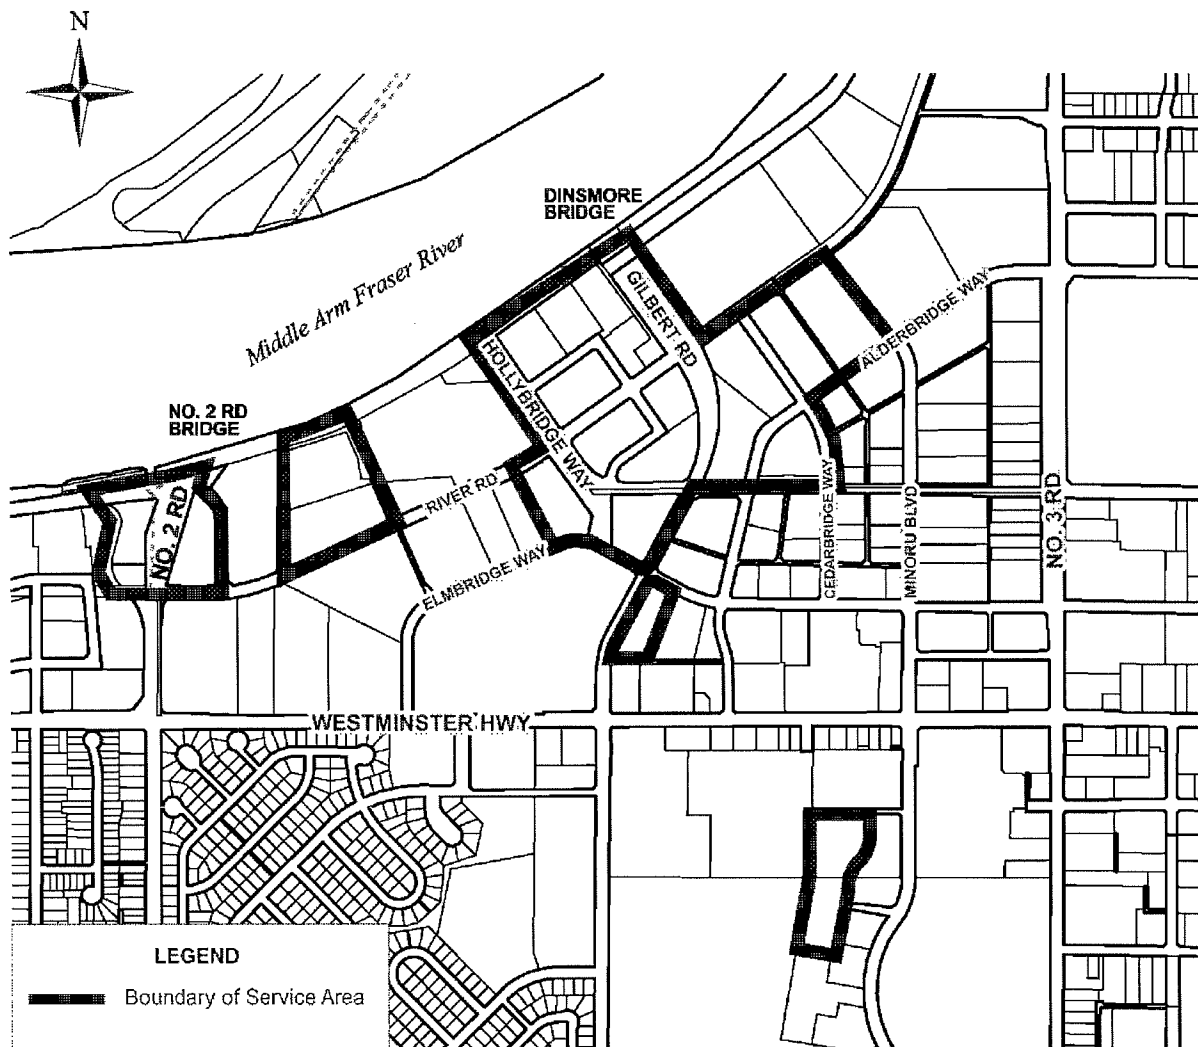 N
DINSMORE
BRIDGE
Middle Arm Fraser River
GILBERT RD
ALDERBRIDGE WAY
HOLLYBRIDGE WAY
NO. 2 RD
BRIDGE
RIVER RD
NO. 2 RD
ELMBRIDGE WAY
CEDARBRIDGE WAY
MINORU BLVD
NO. 3 RD
WESTMINSTER HWY
LEGEND
Boundary of Service Area